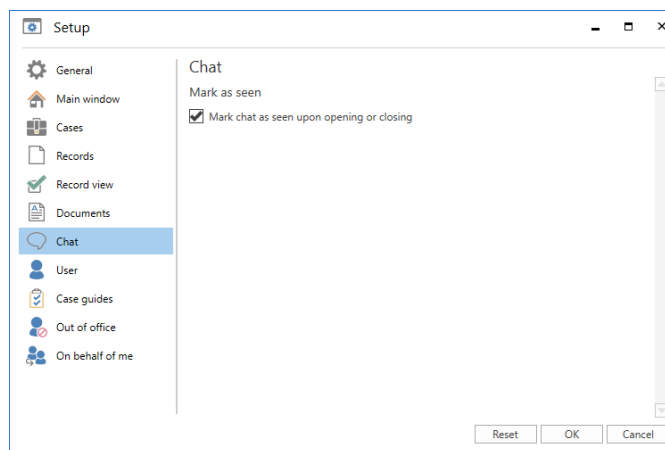 Setup
General
Main window
Cases
Records
Record view
Documents
Chat
User
Case guides
Out of office
On behalf of me
Chat
Mark as seen
Mark chat as seen upon opening or closing
Reset
OK
Cancel